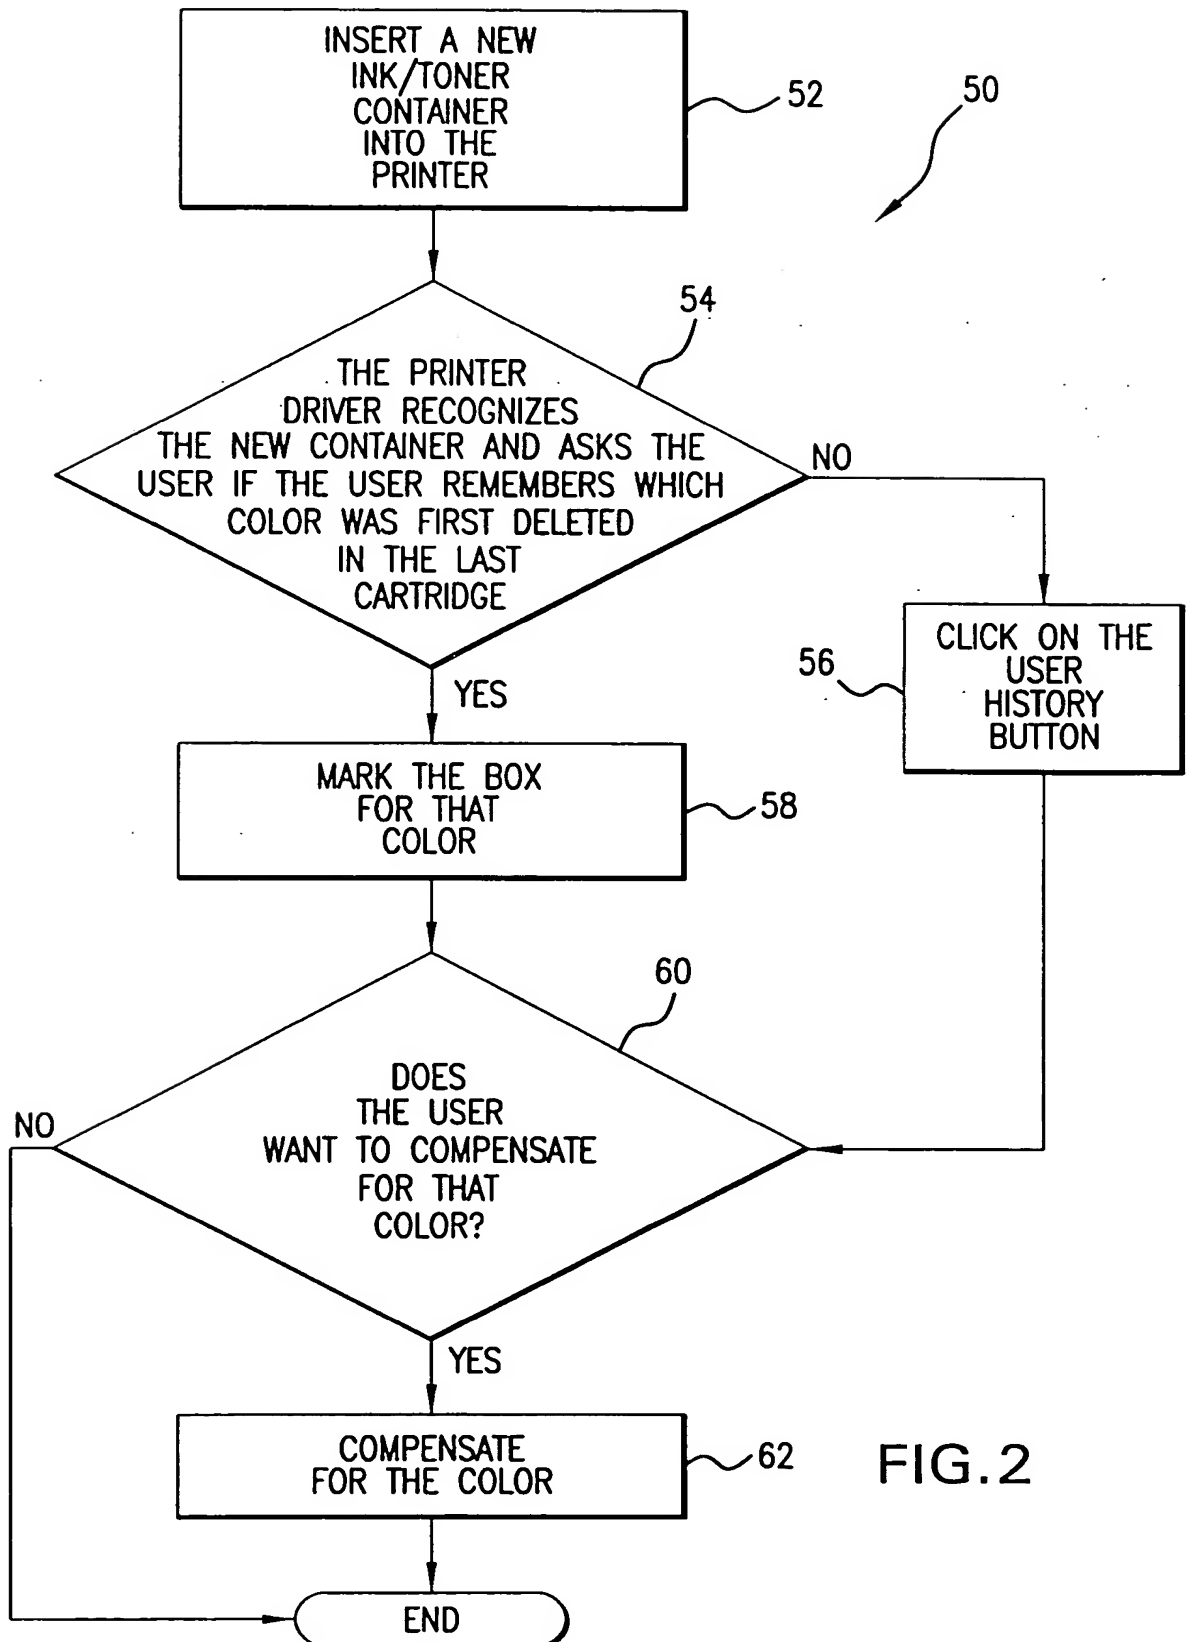 INSERT A NEW
INK/TONER
CONTAINER
INTO THE
PRINTER
52
50
54
THE PRINTER
DRIVER RECOGNIZES
THE NEW CONTAINER AND ASKS THE
USER IF THE USER REMEMBERS WHICH
COLOR WAS FIRST DELETED
IN THE LAST
CARTRIDGE
NO
YES
56
CLICK ON THE
USER
HISTORY
BUTTON
MARK THE BOX
FOR THAT
COLOR
58
60
DOES
THE USER
WANT TO COMPENSATE
FOR THAT
COLOR?
NO
YES
COMPENSATE
FOR THE COLOR
62
FIG.2
END